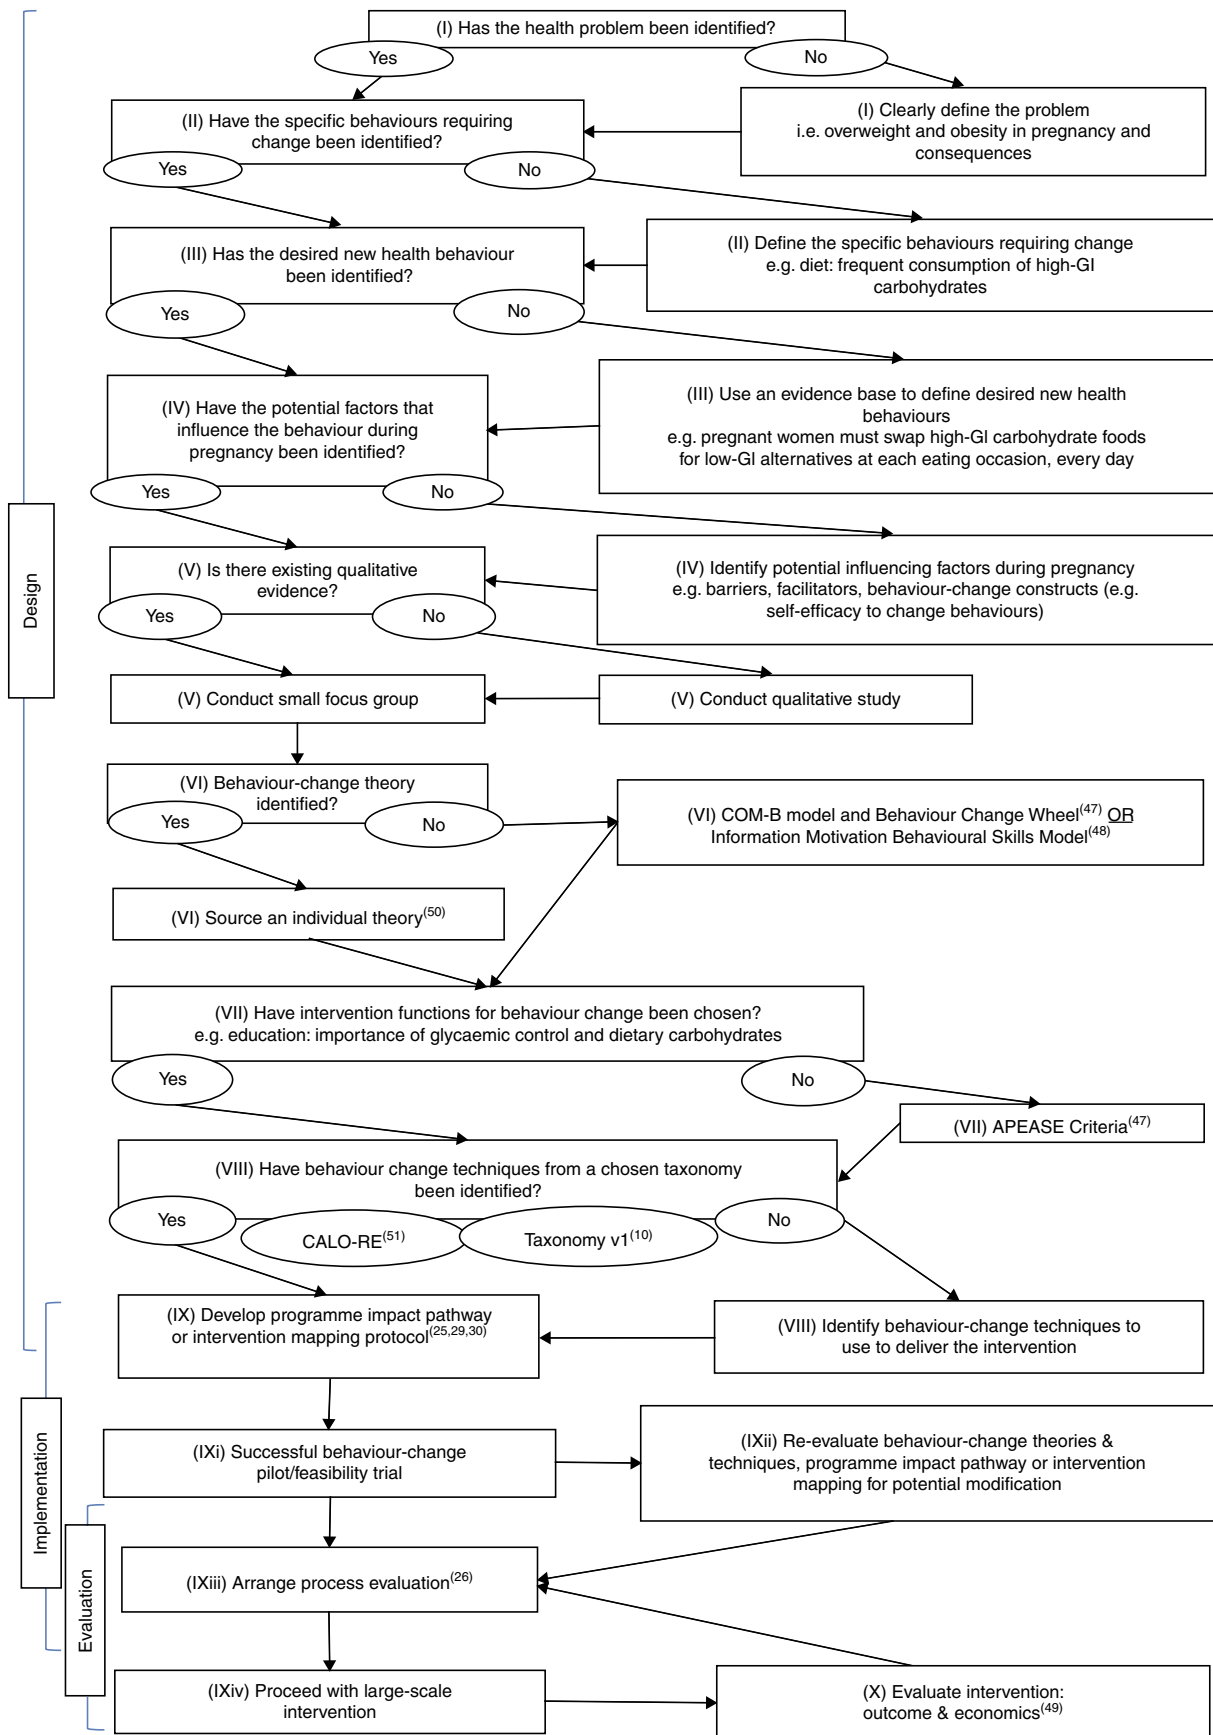 (I) Has the health problem been identified?
Yes
No
(I) Clearly define the problem
i.e. overweight and obesity in pregnancy and
consequences
(II) Have the specific behaviours requiring
change been identified?
Yes
No
(II) Define the specific behaviours requiring change
e.g. diet: frequent consumption of high-GI
carbohydrates
(III) Has the desired new health behaviour
been identified?
Yes
No
(III) Use an evidence base to define desired new health
behaviours
e.g. pregnant women must swap high-GI carbohydrate foods
for low-GI alternatives at each eating occasion, every day
(IV) Have the potential factors that
influence the behaviour during
pregnancy been identified?
Yes
No
(IV) Identify potential influencing factors during pregnancy
e.g. barriers, facilitators, behaviour-change constructs (e.g.
self-efficacy to change behaviours)
(V) Is there existing qualitative
evidence?
Yes
No
(V) Conduct small focus group
(V) Conduct qualitative study
(VI) Behaviour-change theory
identified?
Yes
No
(VI) COM-B model and Behaviour Change Wheel(47) OR
Information Motivation Behavioural Skills Model(48)
(VI) Source an individual theory(50)
(VII) Have intervention functions for behaviour change been chosen?
e.g. education: importance of glycaemic control and dietary carbohydrates
Yes
No
(VII) APEASE Criteria(47)
(VIII) Have behaviour change techniques from a chosen taxonomy
been identified?
Yes
CALO-RE(51)
Taxonomy v1(10)
No
(VIII) Identify behaviour-change techniques to
use to deliver the intervention
(IX) Develop programme impact pathway
or intervention mapping protocol(25,29,30)
(IXi) Successful behaviour-change
pilot/feasibility trial
(IXii) Re-evaluate behaviour-change theories &
techniques, programme impact pathway or intervention
mapping for potential modification
(IXiii) Arrange process evaluation(26)
(IXiv) Proceed with large-scale
intervention
(X) Evaluate intervention:
outcome & economics(49)
Design
Implementation
Evaluation